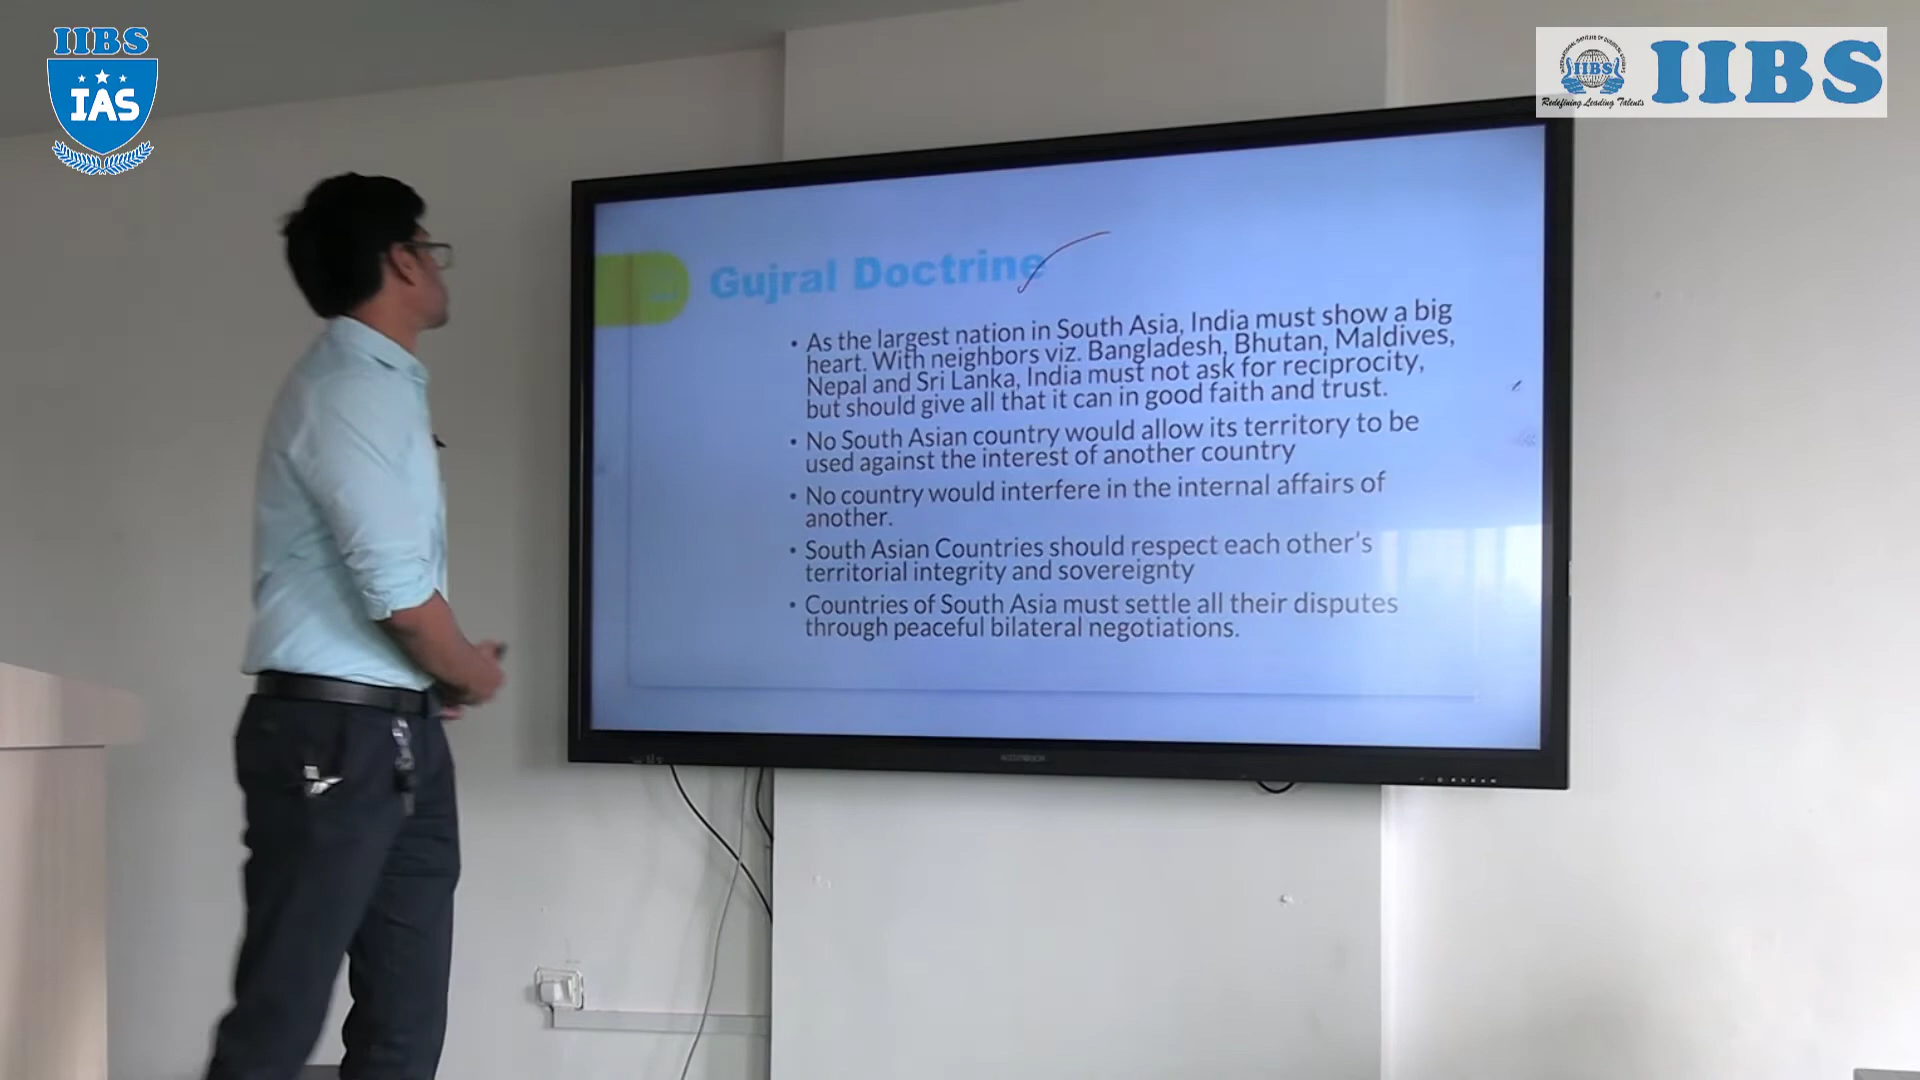 IIBS
IAS
IIBS
Redefining Leading Talents
IIBS
Gujral Doctrine
• As the largest nation in South Asia, India must show a big
heart. With neighbors viz. Bangladesh, Bhutan, Maldives,
Nepal and Sri Lanka, India must not ask for reciprocity,
but should give all that it can in good faith and trust.
• No South Asian country would allow its territory to be
used against the interest of another country
• No country would interfere in the internal affairs of
another.
• South Asian Countries should respect each other's
territorial integrity and sovereignty
• Countries of South Asia must settle all their disputes
through peaceful bilateral negotiations.